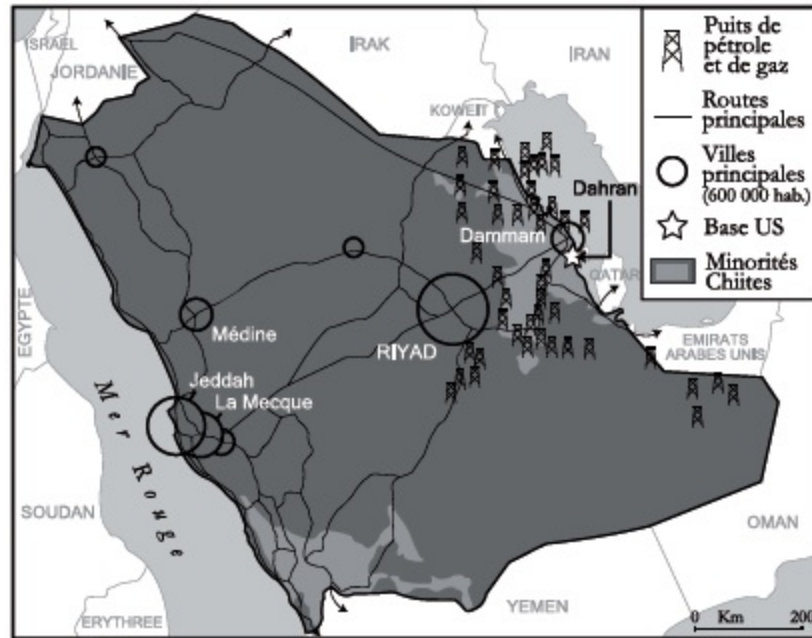 ISRAEL
JORDANIE
IRAK
IRAN
KOWEIT
Dahran
Dammam
QATAR
Médine
RIYAD
EMIRATS
ARABES UNIS
EGYPTE
Jeddah
La Mecque
Mer Rouge
SOUDAN
OMAN
ERYTHREE
YEMEN
Puits de
pétrole
et de gaz
Routes
principales
Villes
principales
(600 000 hab.)
Base US
Minorités
Chiites
0 Km 200